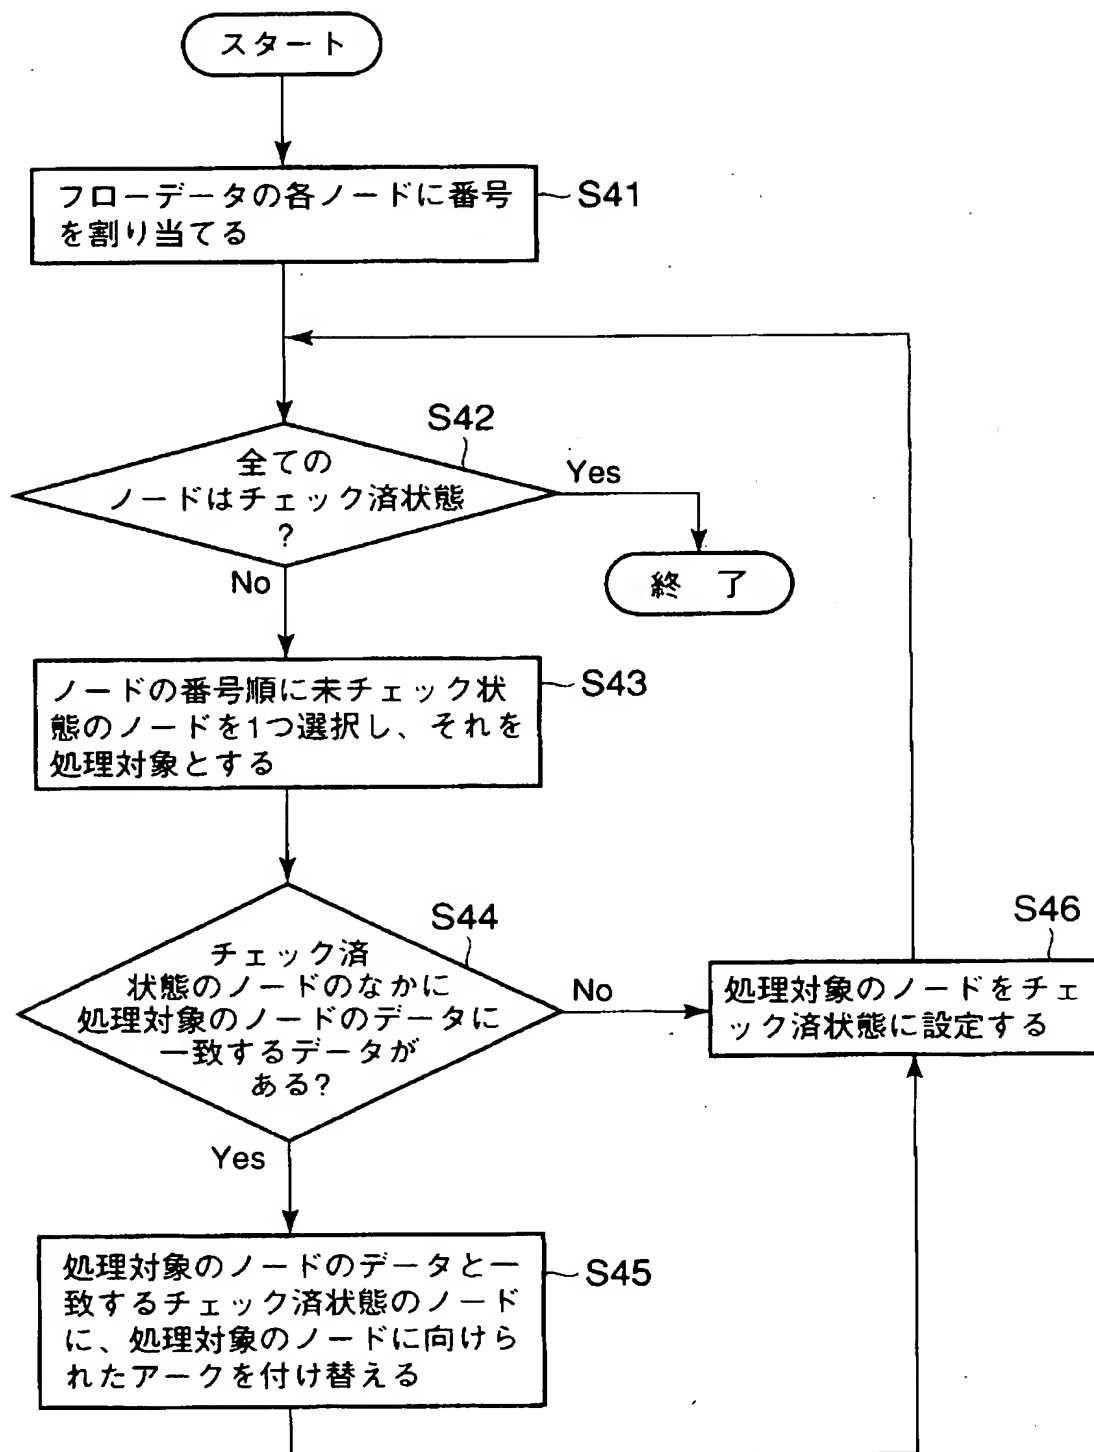 スタート
フローデータの各ノードに番号
を割り当てる
S41
S42
全ての
ノードはチェック済状態
?
Yes
No
終 了
ノードの番号順に未チェック状
態のノードを1つ選択し、それを
処理対象とする
S43
S44
チェック済
状態のノードのなかに
処理対象のノードのデータに
一致するデータが
ある?
No
Yes
S46
処理対象のノードをチェ
ック済状態に設定する
処理対象のノードのデータと一
致するチェック済状態のノード
に、処理対象のノードに向けら
れたアークを付け替える
S45